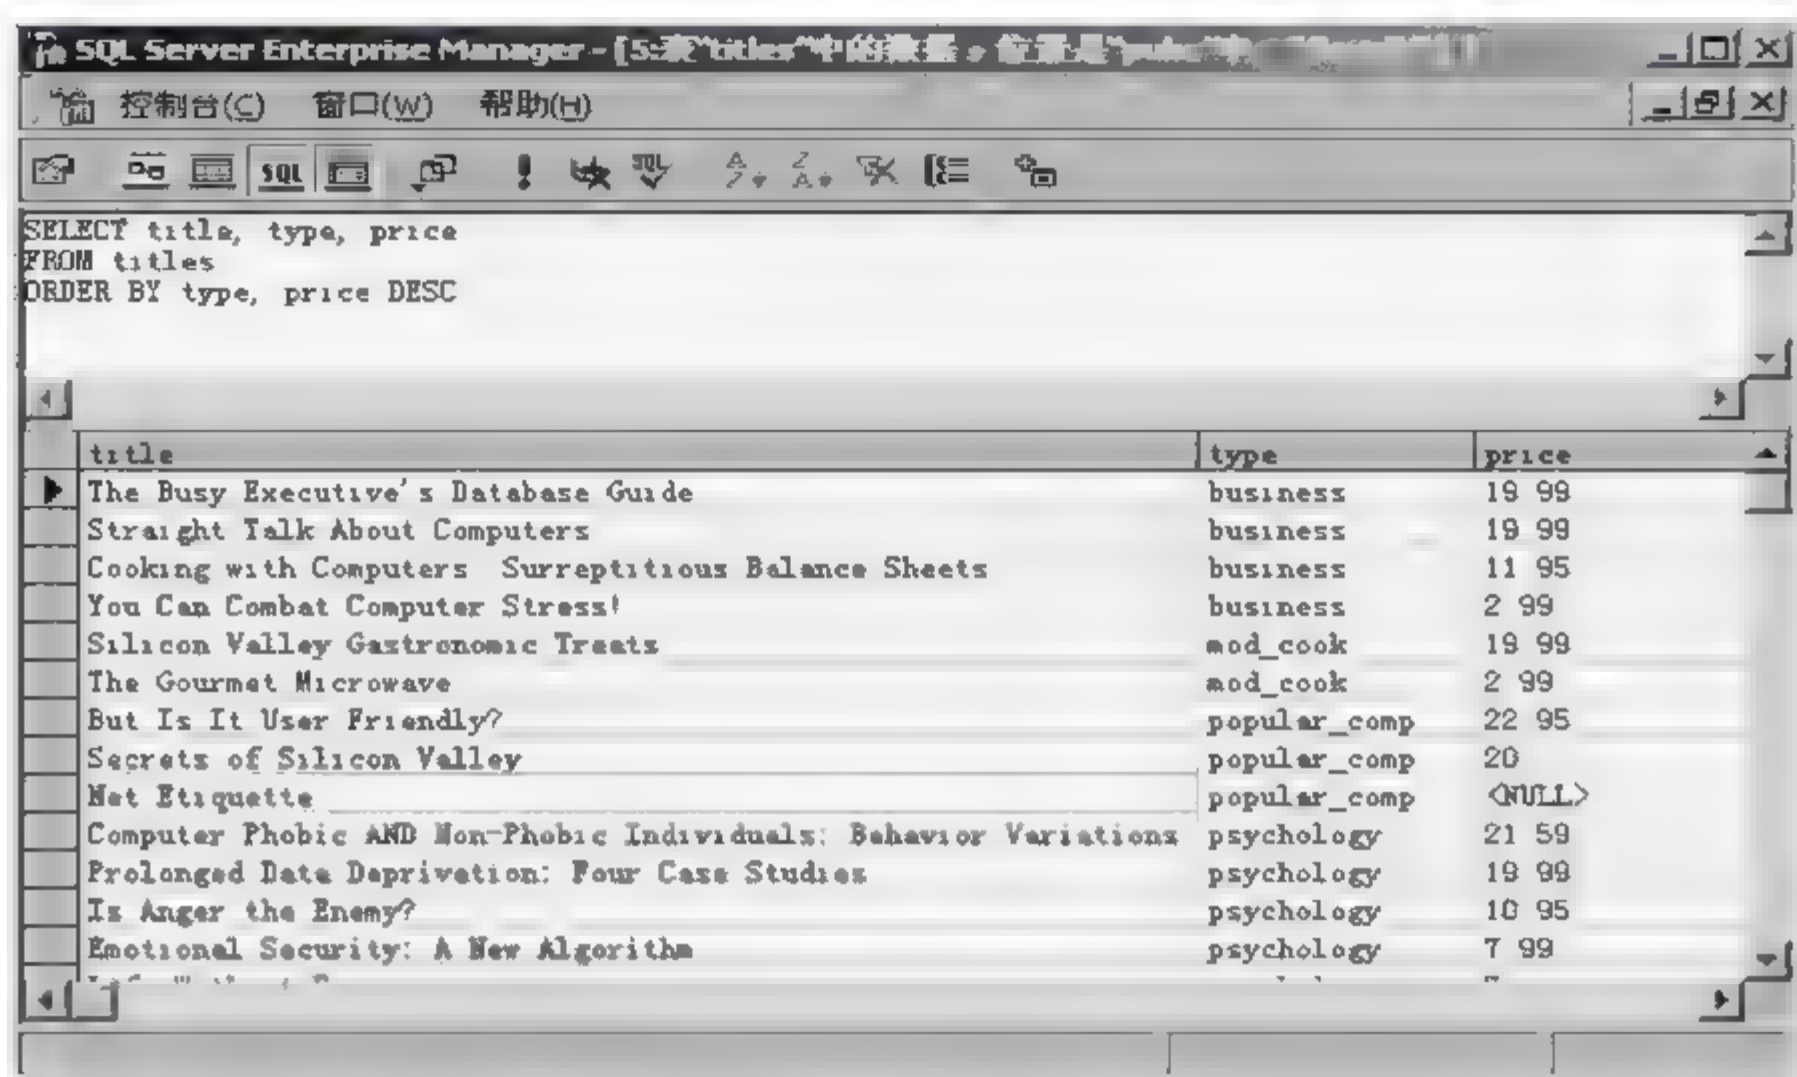 SQL Server Enterprise Manager - [5:表"titles"中的数据
控制台(C) 窗口(W) 帮助(H)
SQL SQL A Z Z A
SELECT title, type, price
FROM titles
ORDER BY type, price DESC
title type price
The Busy Executive's Database Guide business 19 99
Straight Talk About Computers business 19 99
Cooking with Computers Surreptitious Balance Sheets business 11 95
You Can Combat Computer Stress! business 2 99
Silicon Valley Gastronomic Treats mod_cook 19 99
The Gourmet Microwave mod_cook 2 99
But Is It User Friendly? popular_comp 22 95
Secrets of Silicon Valley popular_comp 20
Net Etiquette popular_comp <NULL>
Computer Phobic AND Non-Phobic Individuals: Behavior Variations psychology 21 59
Prolonged Data Deprivation: Four Case Studies psychology 19 99
Is Anger the Enemy? psychology 10 95
Emotional Security: A New Algorithm psychology 7 99